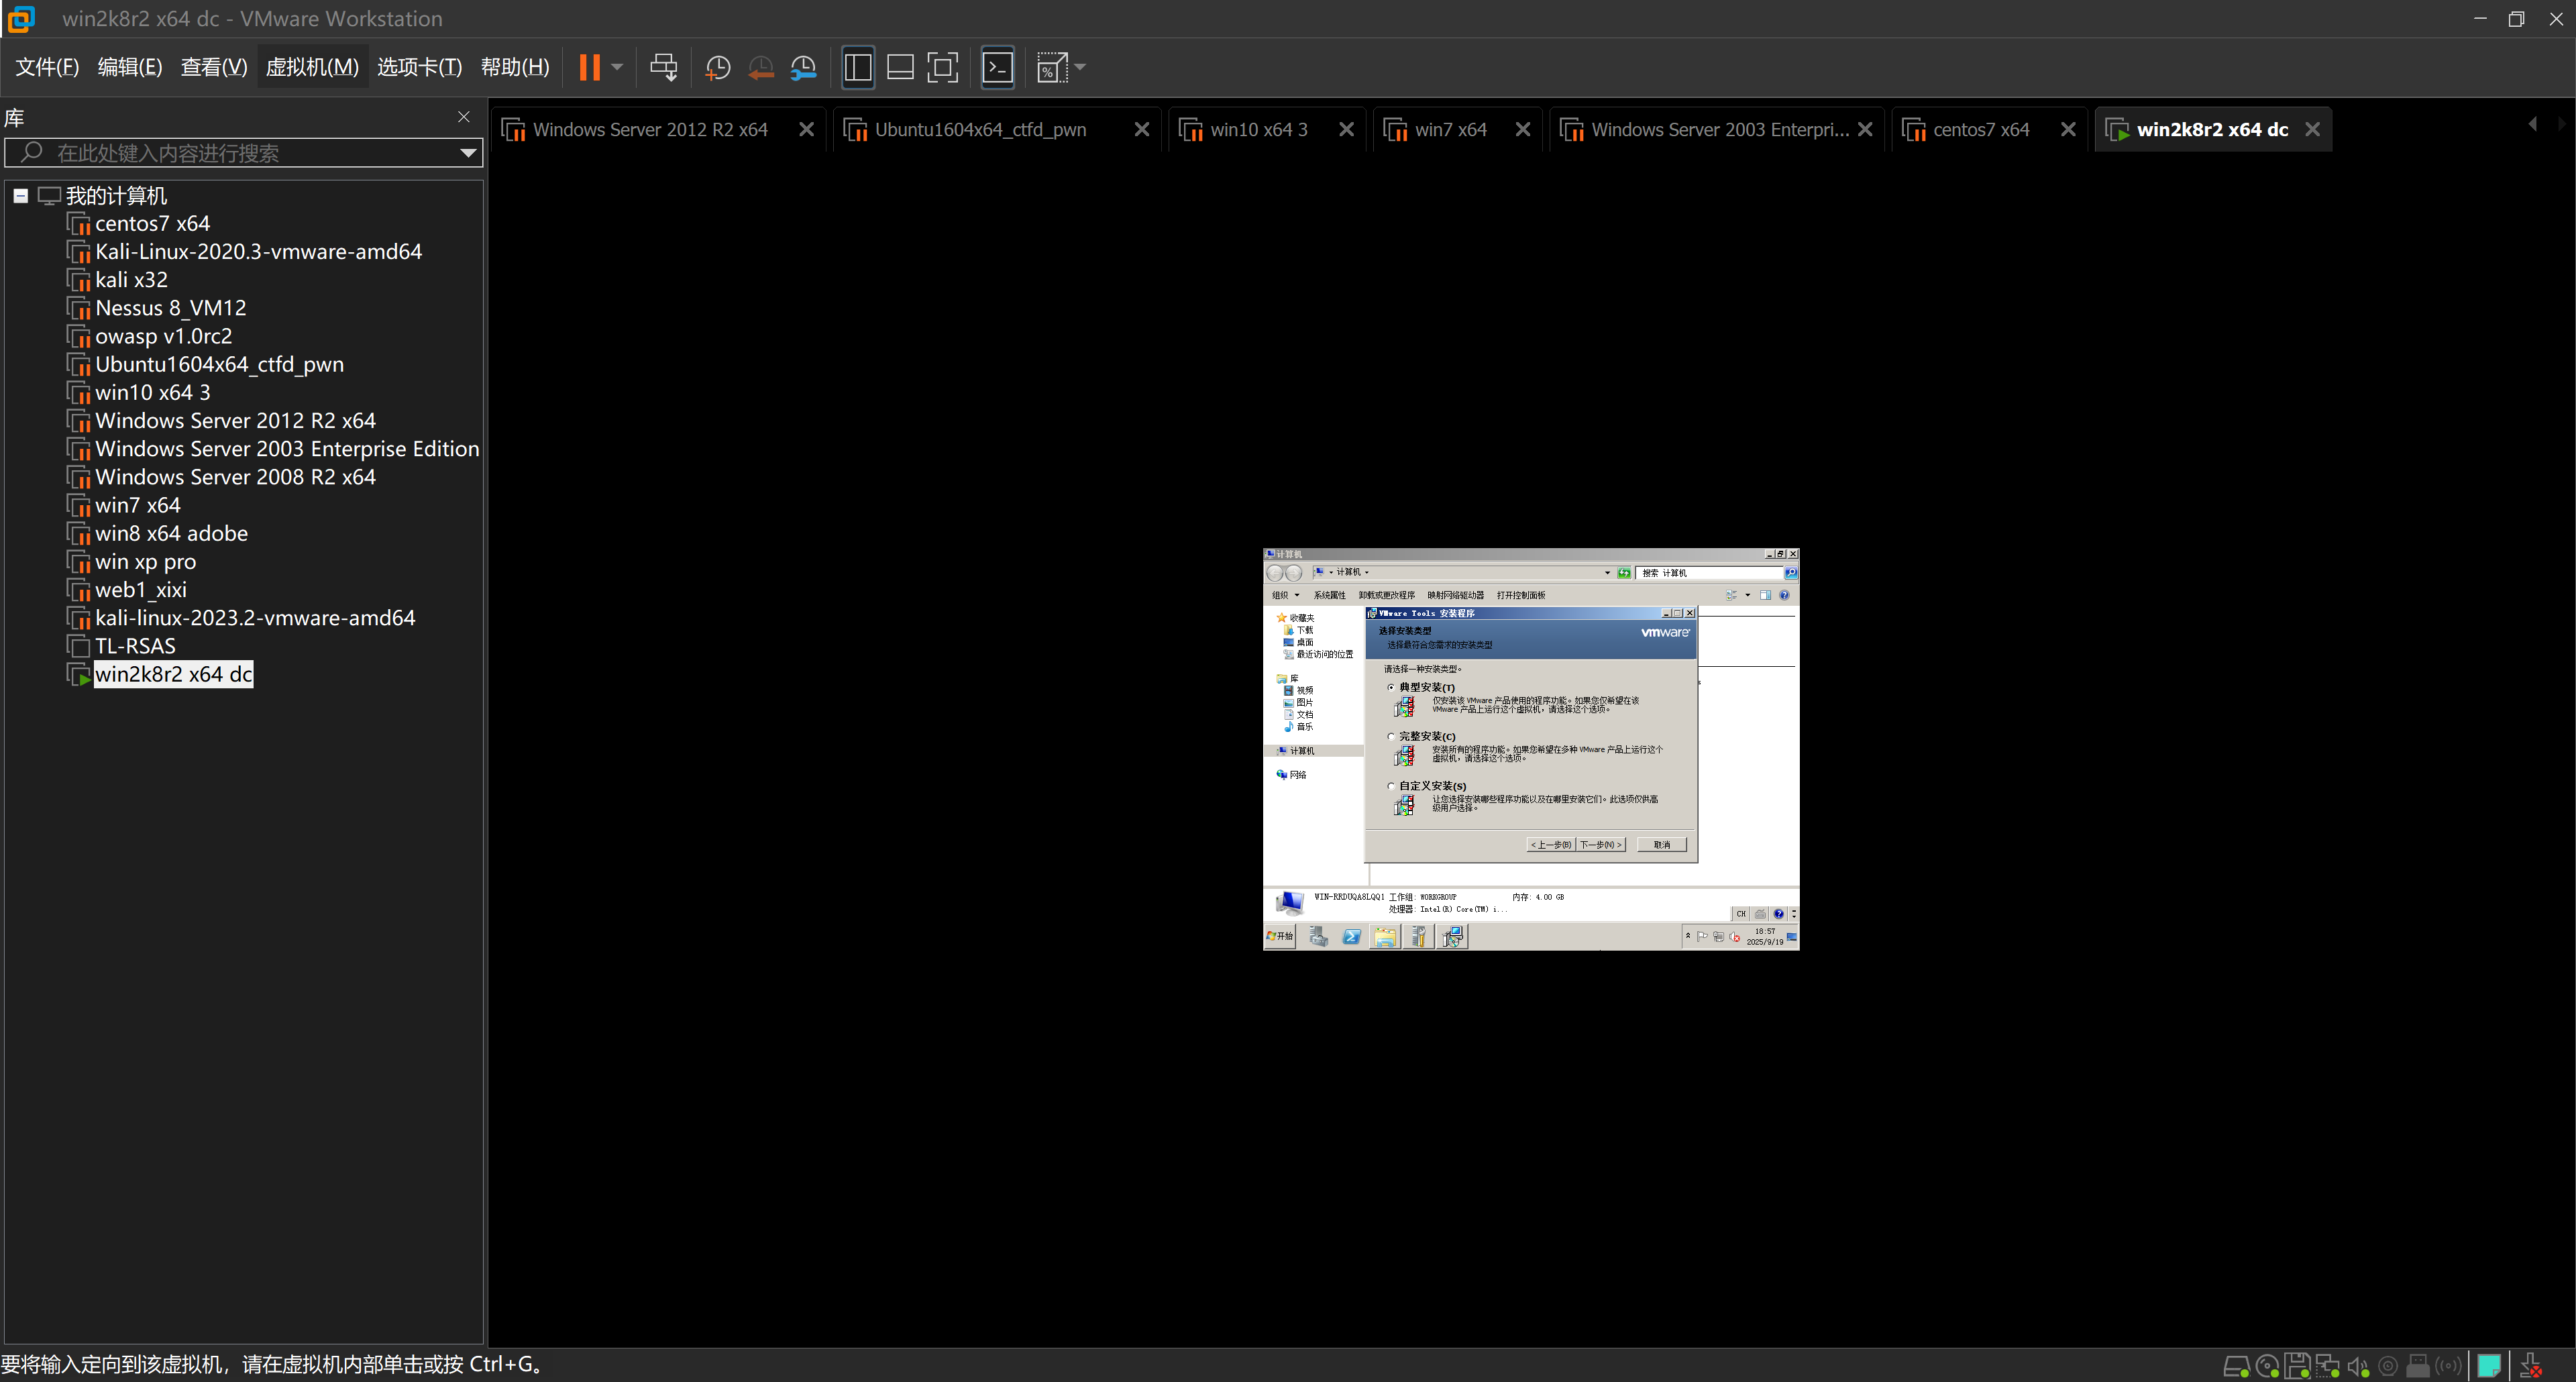 win2k8r2 x64 dc - VMware Workstation
文件(F) 编辑(E) 查看(V) 虚拟机(M) 选项卡(T) 帮助(H)
库
在此处键入内容进行搜索
我的计算机
centos7 x64
Kali-Linux-2020.3-vmware-amd64
kali x32
Nessus 8_VM12
owasp v1.0rc2
Ubuntu1604x64_ctfd_pwn
win10 x64 3
Windows Server 2012 R2 x64
Windows Server 2003 Enterprise Edition
Windows Server 2008 R2 x64
win7 x64
win8 x64 adobe
win xp pro
web1_xixi
kali-linux-2023.2-vmware-amd64
TL-RSAS
win2k8r2 x64 dc
Windows Server 2012 R2 x64 Ubuntu1604x64_ctfd_pwn win10 x64 3 win7 x64 Windows Server 2003 Enterpri... centos7 x64 win2k8r2 x64 dc
计算机
计算机
搜索 计算机
组织 系统属性 卸载或更改程序 映射网络驱动器 打开控制面板
收藏夹
下载
桌面
最近访问的位置
库
视频
图片
文档
音乐
计算机
网络
VMware Tools 安装程序
选择安装类型
选择最符合您需求的安装类型
vmware
请选择一种安装类型。
典型安装(T)
仅安装该 VMware 产品使用的程序功能。如果您仅希望在该
VMware 产品上运行这个虚拟机，请选择这个选项。
完整安装(C)
安装所有的程序功能。如果您希望在多种 VMware 产品上运行这个
虚拟机，请选择这个选项。
自定义安装(S)
让您选择安装哪些程序功能以及在哪里安装它们。此选项仅供高
级用户选择。
< 上一步(B) 下一步(N) > 取消
WIN-RRDUQA8LQQ1 工作组: WORKGROUP 内存: 4.00 GB
处理器: Intel(R) Core(TM) i...
CH
开始
18:57
2025/9/19
要将输入定向到该虚拟机，请在虚拟机内部单击或按 Ctrl+G。